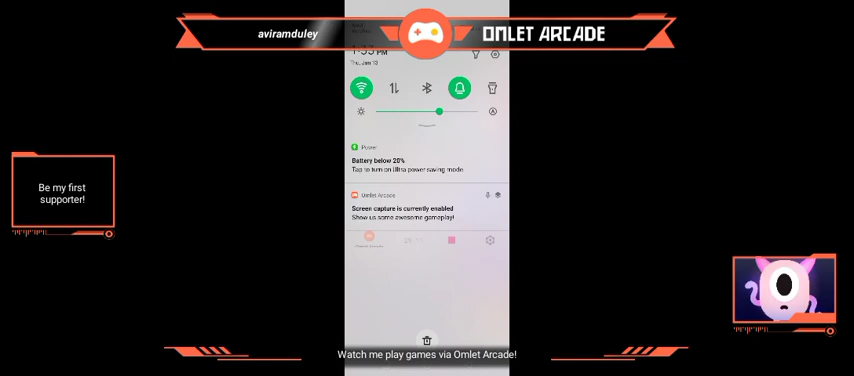 aviramduley
OMLET ARCADE
Be my first
supporter!
Power
Battery below 20%
Tap to turn on Ultra power saving mode
Omlet Arcade
Screen capture is currently enabled
Show us some awesome gameplay!
Watch me play games via Omlet Arcade!